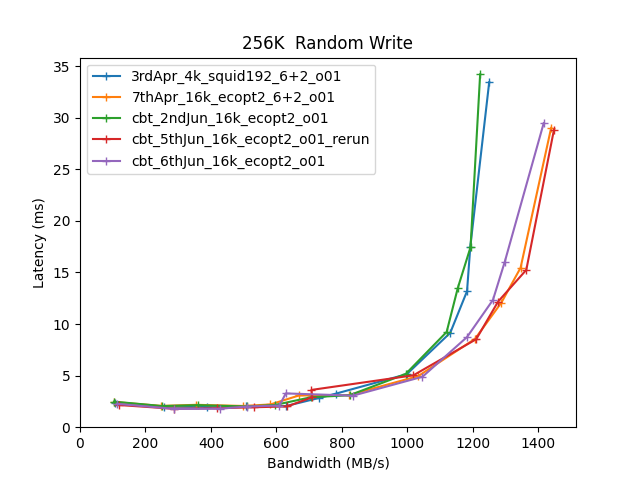 256K  Random Write
35
30
25
20
15
10
5
0
Latency (ms)
3rdApr_4k_squid192_6+2_o01
7thApr_16k_ecopt2_6+2_o01
cbt_2ndJun_16k_ecopt2_o01
cbt_5thJun_16k_ecopt2_o01_rerun
cbt_6thJun_16k_ecopt2_o01
0 200 400 600 800 1000 1200 1400
Bandwidth (MB/s)